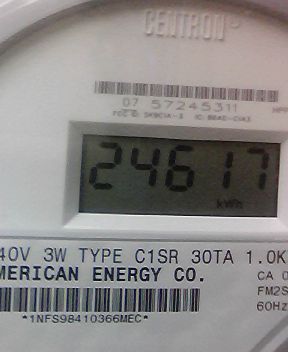 CENTRON
07 57245311
24617
kWh
40V 3W TYPE C1SR 30TA 1.0K
MERICAN ENERGY CO.
CA 0
FM2S
60Hz
*1NFS98410366MEC*